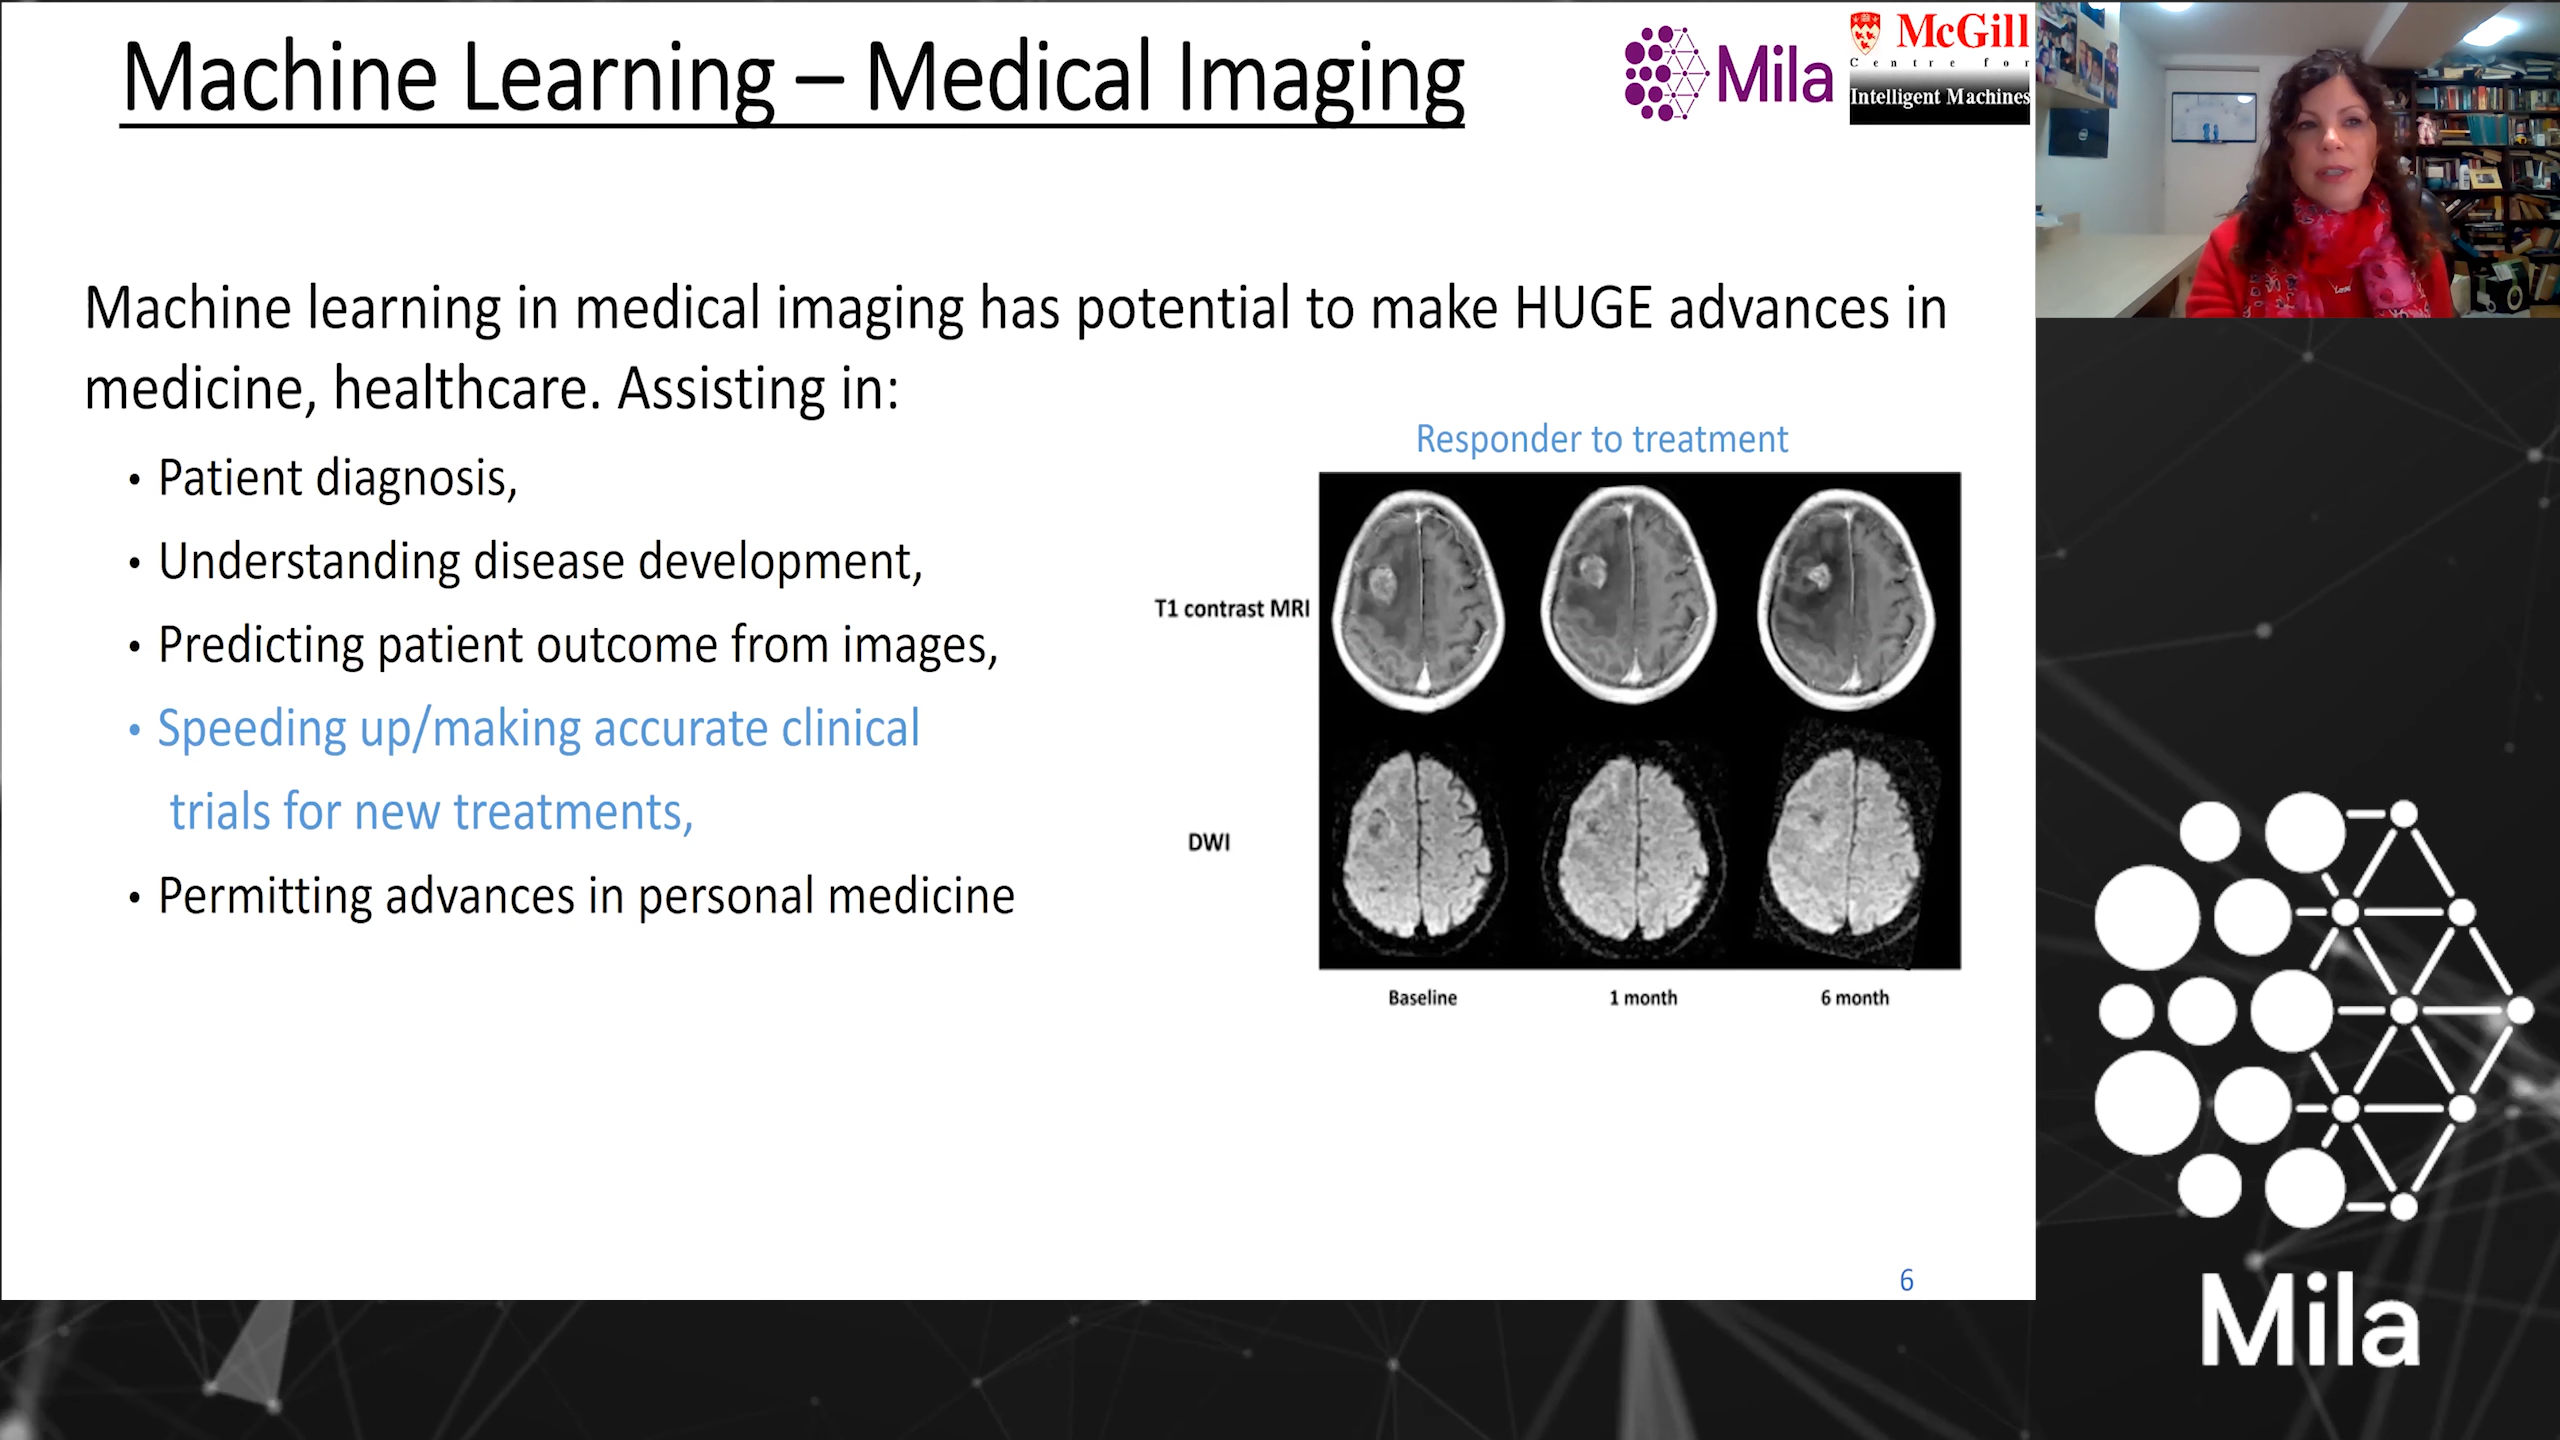 Machine Learning – Medical Imaging
Mila
McGill
Centre for
Intelligent Machines
Machine learning in medical imaging has potential to make HUGE advances in
medicine, healthcare. Assisting in:
• Patient diagnosis,
• Understanding disease development,
• Predicting patient outcome from images,
• Speeding up/making accurate clinical
trials for new treatments,
• Permitting advances in personal medicine
Responder to treatment
T1 contrast MRI
DWI
Baseline
1 month
6 month
6
Mila